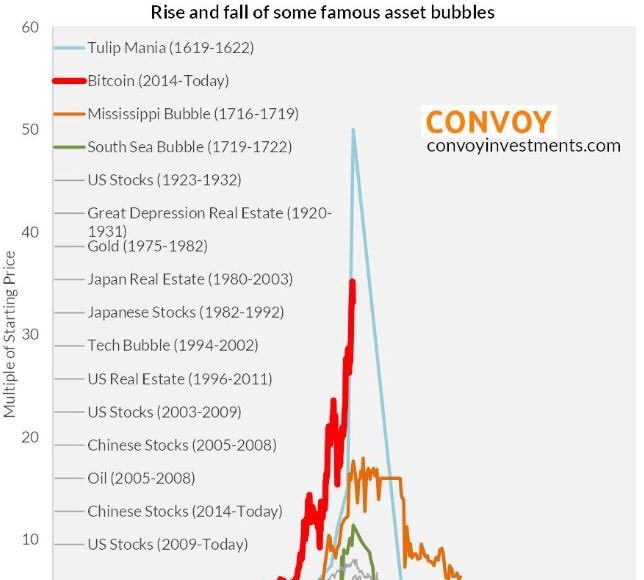 Rise and fall of some famous asset bubbles
60
50
40
30
20
10
Multiple of Starting Price
Tulip Mania (1619-1622)
Bitcoin (2014-Today)
Mississippi Bubble (1716-1719)
South Sea Bubble (1719-1722)
US Stocks (1923-1932)
Great Depression Real Estate (1920-
1931)
Gold (1975-1982)
Japan Real Estate (1980-2003)
Japanese Stocks (1982-1992)
Tech Bubble (1994-2002)
US Real Estate (1996-2011)
US Stocks (2003-2009)
Chinese Stocks (2005-2008)
Oil (2005-2008)
Chinese Stocks (2014-Today)
US Stocks (2009-Today)
CONVOY
convoyinvestments.com